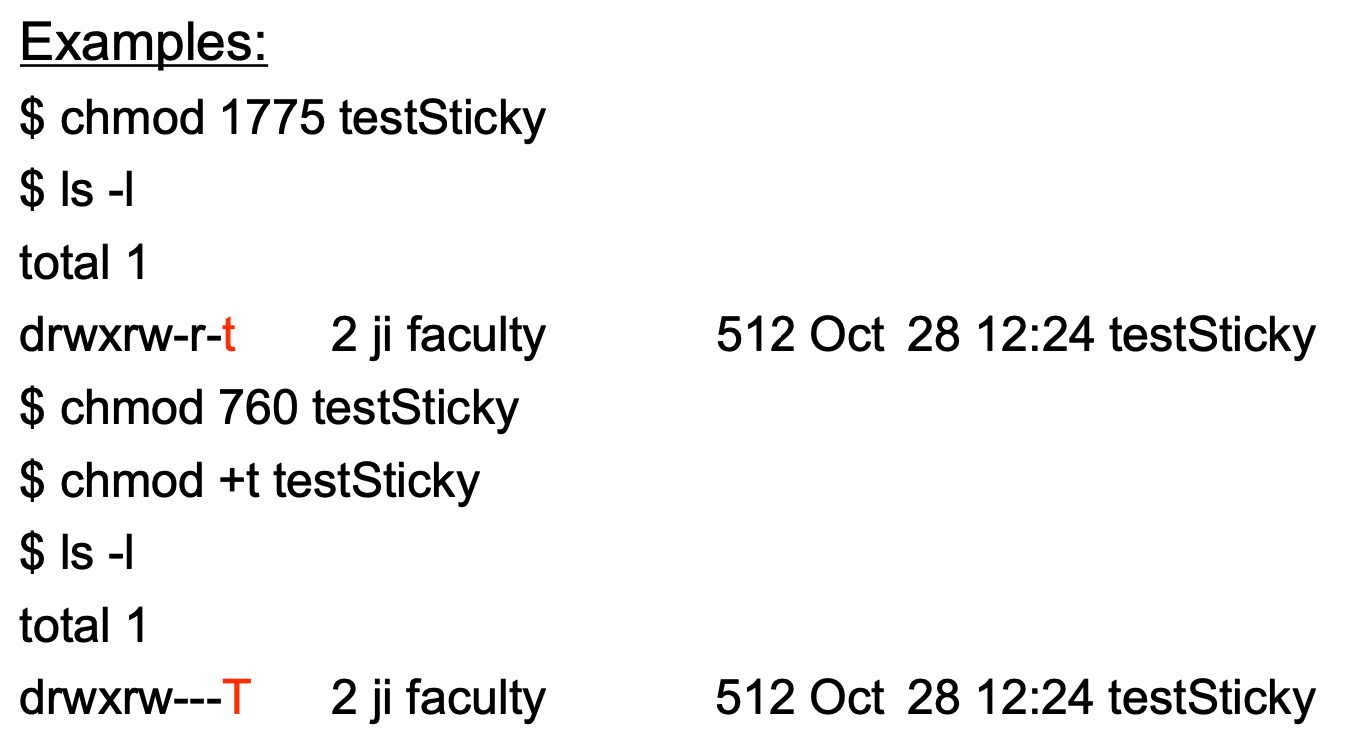 Examples:
$ chmod 1775 testSticky
$ ls -l
total 1
drwxrw-r-t 2 ji faculty 512 Oct 28 12:24 testSticky
$ chmod 760 testSticky
$ chmod +t testSticky
$ ls -l
total 1
drwxrw---T 2 ji faculty 512 Oct 28 12:24 testSticky